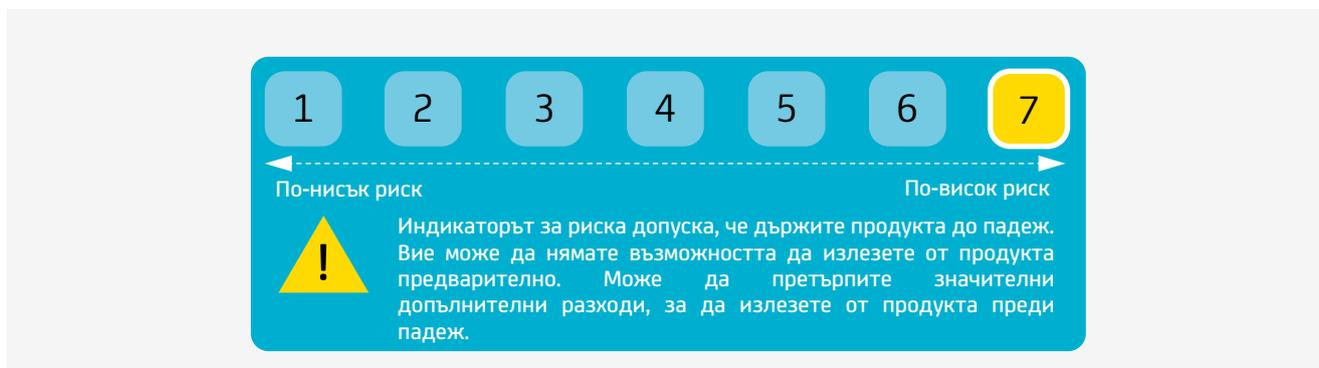 1 2 3 4 5 6 7
По-нисък риск По-висок риск
!
Индикаторът за риска допуска, че държите продукта до падеж.
Вие може да нямате възможността да излезете от продукта
предварително. Може да претърпите значителни
допълнителни разходи, за да излезете от продукта преди
падеж.